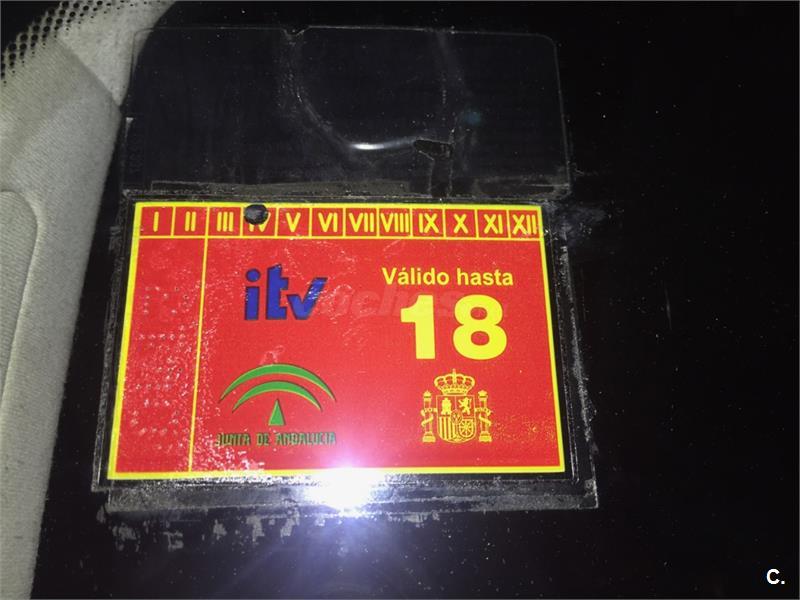 I II III IV V VI VII VIII IX X XI XII
itv
Válido hasta
18
JUNTA DE ANDALUCIA
C.